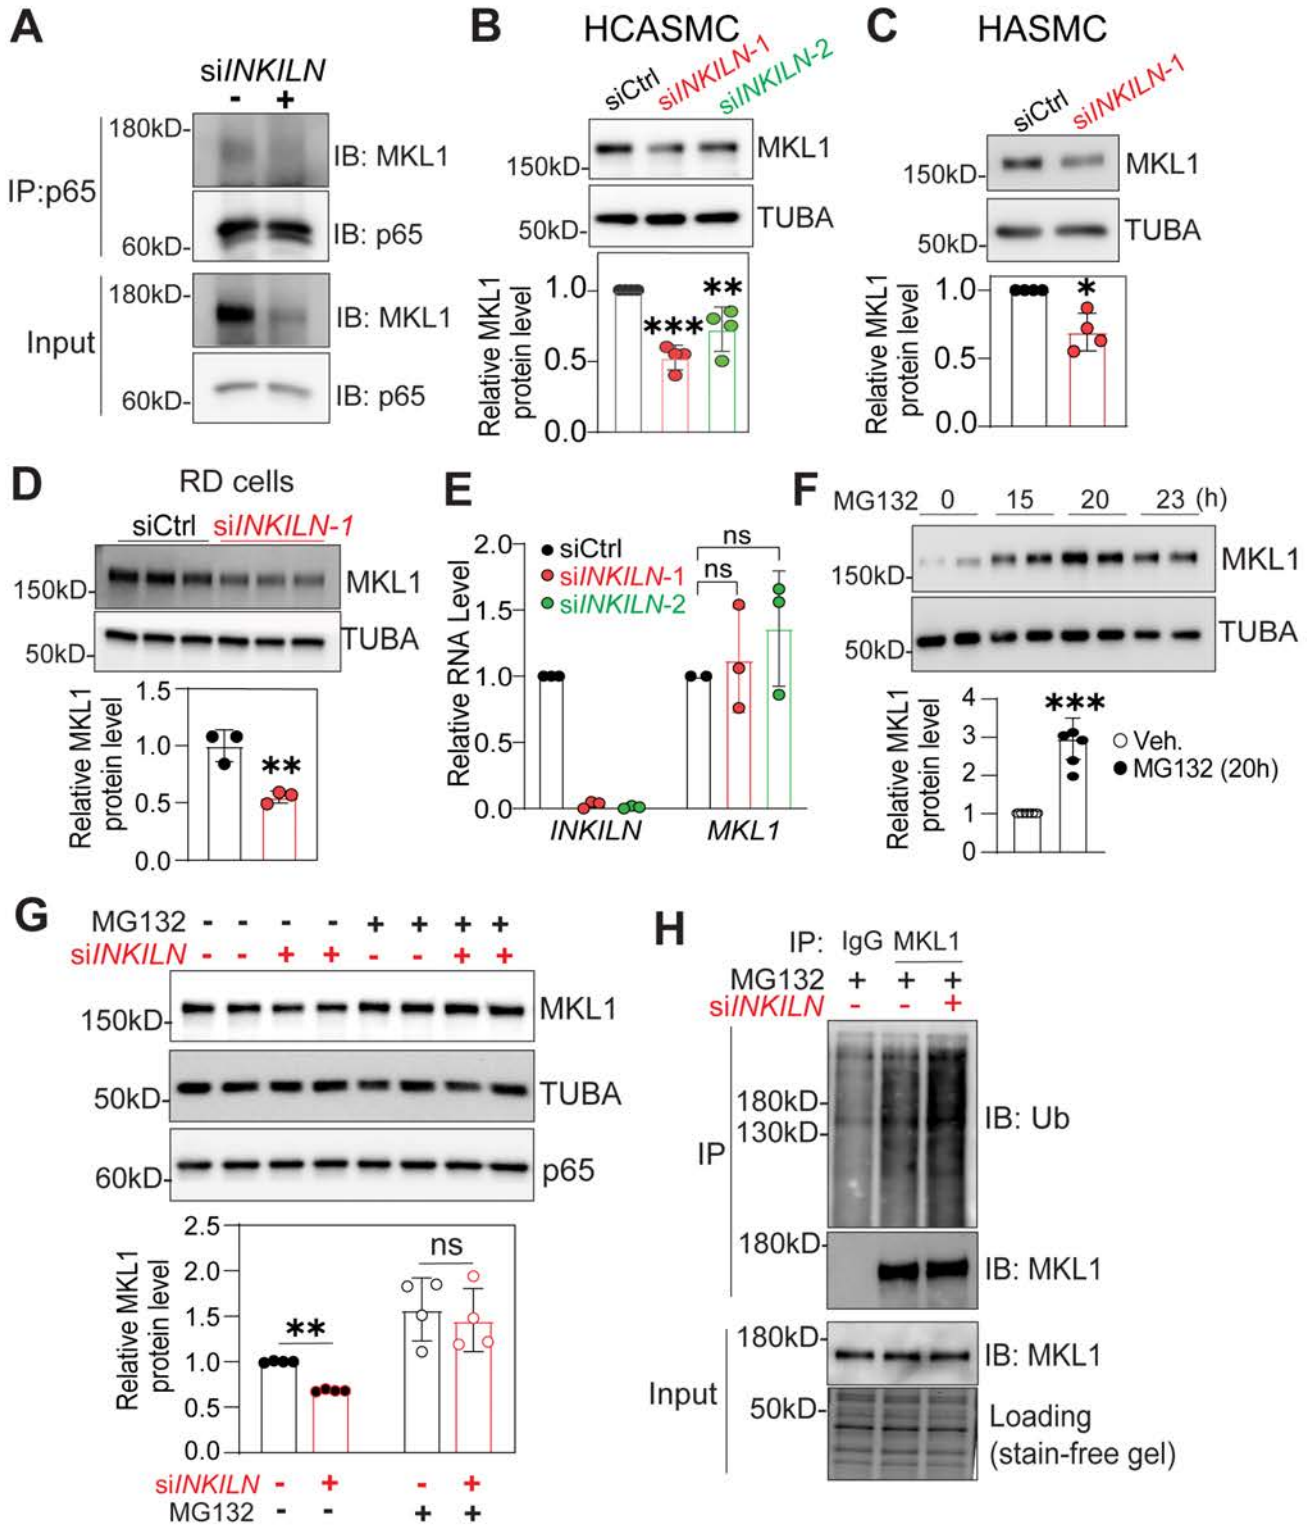 A
siINKILN
- +
IP:p65
180kD-
IB: MKL1
60kD-
IB: p65
Input
180kD-
IB: MKL1
60kD-
IB: p65
B
HCASMC
siCtrl siINKILN-1 siINKILN-2
150kD-
MKL1
50kD-
TUBA
Relative MKL1
protein level
1.0
0.5
0.0
*** **
C
HASMC
siCtrl siINKILN-1
150kD-
MKL1
50kD-
TUBA
Relative MKL1
protein level
1.0
0.5
0.0
*
D
RD cells
siCtrl siINKILN-1
150kD-
MKL1
50kD-
TUBA
Relative MKL1
protein level
1.5
1.0
0.5
0.0
**
E
Relative RNA Level
2.0
1.5
1.0
0.5
0.0
siCtrl
siINKILN-1
siINKILN-2
ns
ns
INKILN MKL1
F
MG132 0 15 20 23 (h)
150kD-
MKL1
50kD-
TUBA
Relative MKL1
protein level
4
3
2
1
0
***
Veh.
MG132 (20h)
G
MG132 - - - - + + + +
siINKILN - - + + - - + +
150kD-
MKL1
50kD-
TUBA
60kD-
p65
Relative MKL1
protein level
2.5
2.0
1.5
1.0
0.5
0.0
**
ns
siINKILN - + - +
MG132 - - + +
H
IP: IgG MKL1
MG132 + + +
siINKILN - - +
IP
180kD-
130kD-
IB: Ub
180kD-
IB: MKL1
Input
180kD-
IB: MKL1
50kD-
Loading
(stain-free gel)